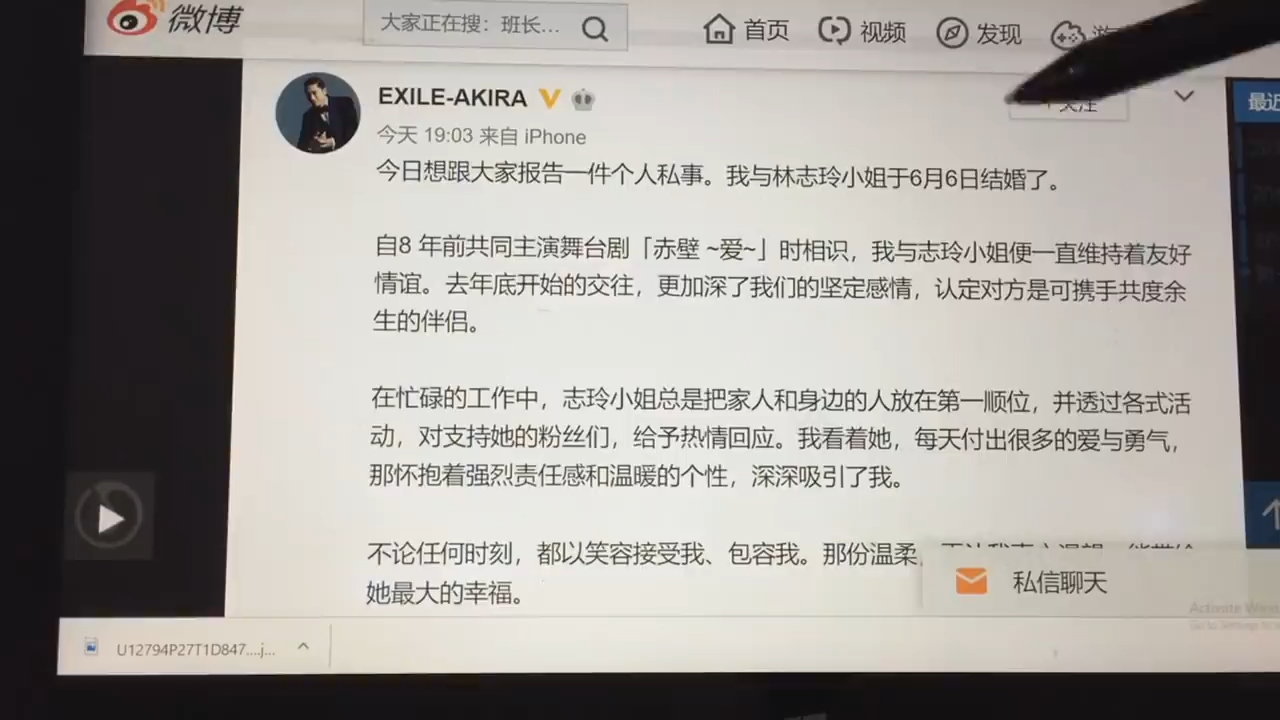 微博
大家正在搜：班长...
首页
视频
发现
EXILE-AKIRA
关注
今天 19:03 来自 iPhone
今日想跟大家报告一件个人私事。我与林志玲小姐于6月6日结婚了。
自8 年前共同主演舞台剧「赤壁 ~爱~」时相识，我与志玲小姐便一直维持着友好
情谊。去年底开始的交往，更加深了我们的坚定感情，认定对方是可携手共度余
生的伴侣。
在忙碌的工作中，志玲小姐总是把家人和身边的人放在第一顺位，并透过各式活
动，对支持她的粉丝们，给予热情回应。我看着她，每天付出很多的爱与勇气，
那怀抱着强烈责任感和温暖的个性，深深吸引了我。
不论任何时刻，都以笑容接受我、包容我。那份温柔，
她最大的幸福。
私信聊天
最近
U12794P27T1D847....j...